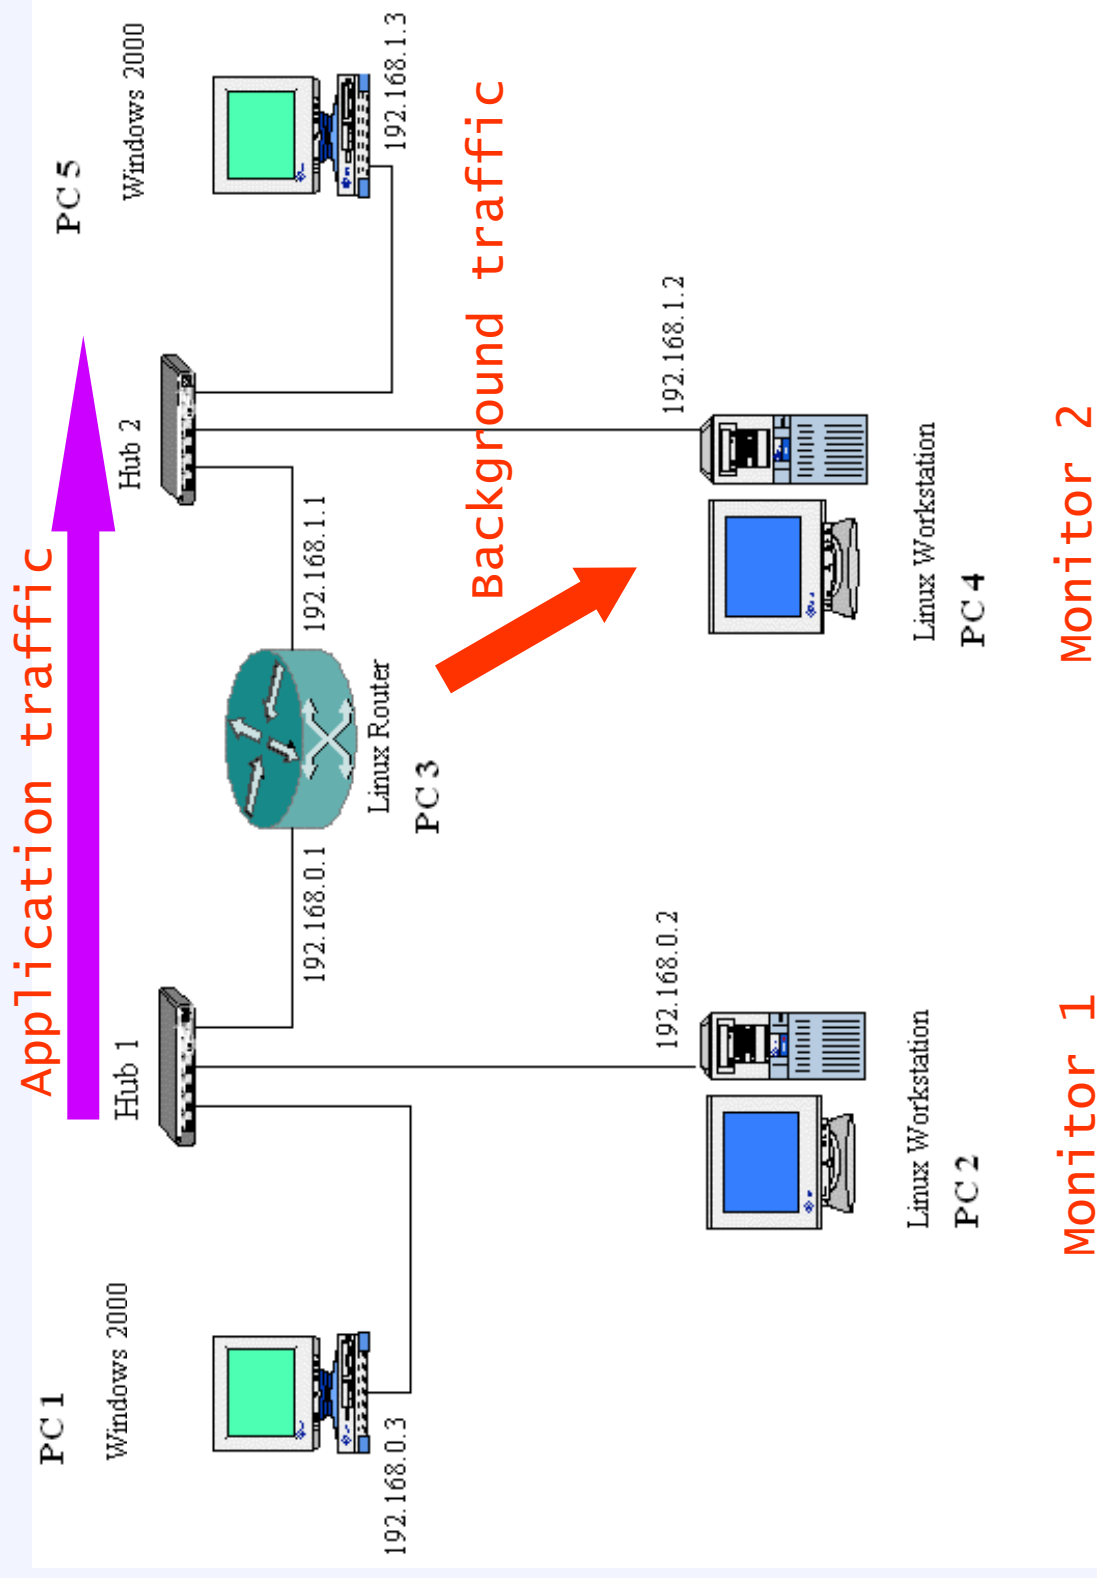 Application traffic
PC 1
Windows 2000
192.168.0.3
Hub 1
192.168.0.1
192.168.0.2
Linux Workstation
PC 2
Monitor 1
Linux Router
PC 3
Hub 2
192.168.1.1
Background traffic
192.168.1.2
Linux Workstation
PC 4
Monitor 2
PC 5
Windows 2000
192.168.1.3